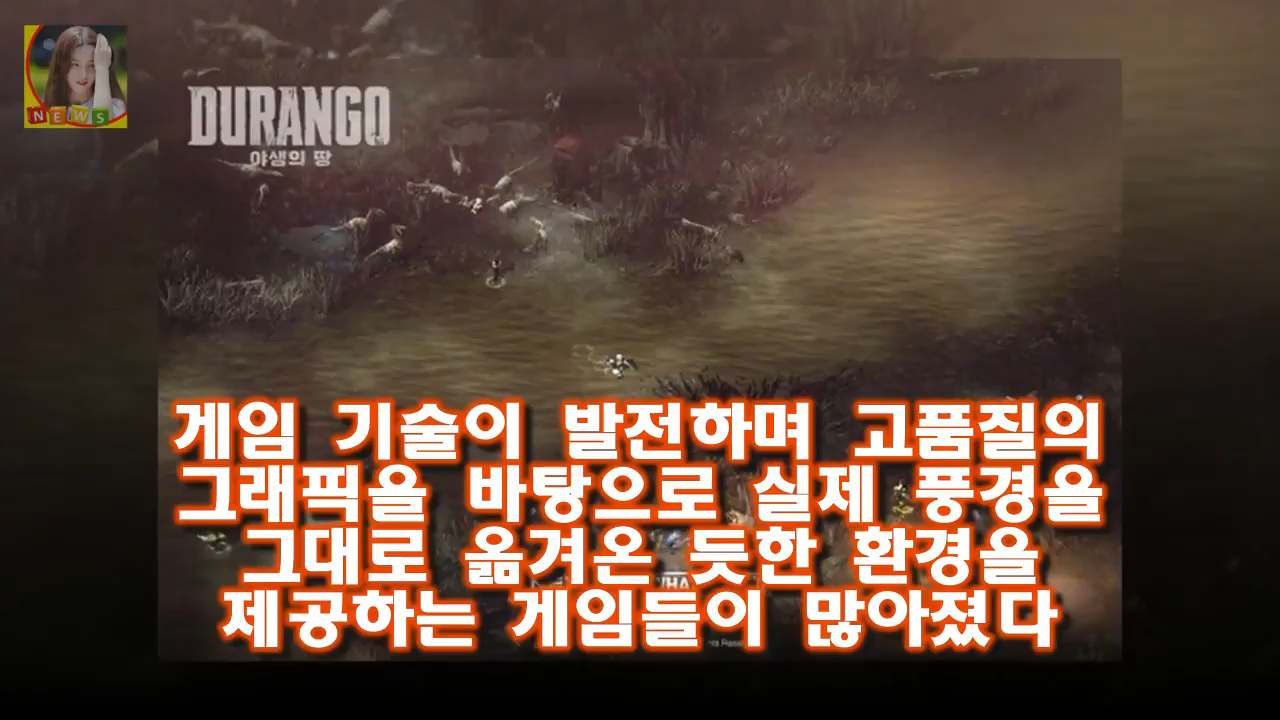 NEWS
DURANGO
야생의 땅
게임 기술이 발전하며 고품질의
그래픽을 바탕으로 실제 풍경을
그대로 옮겨온 듯한 환경을
제공하는 게임들이 많아졌다